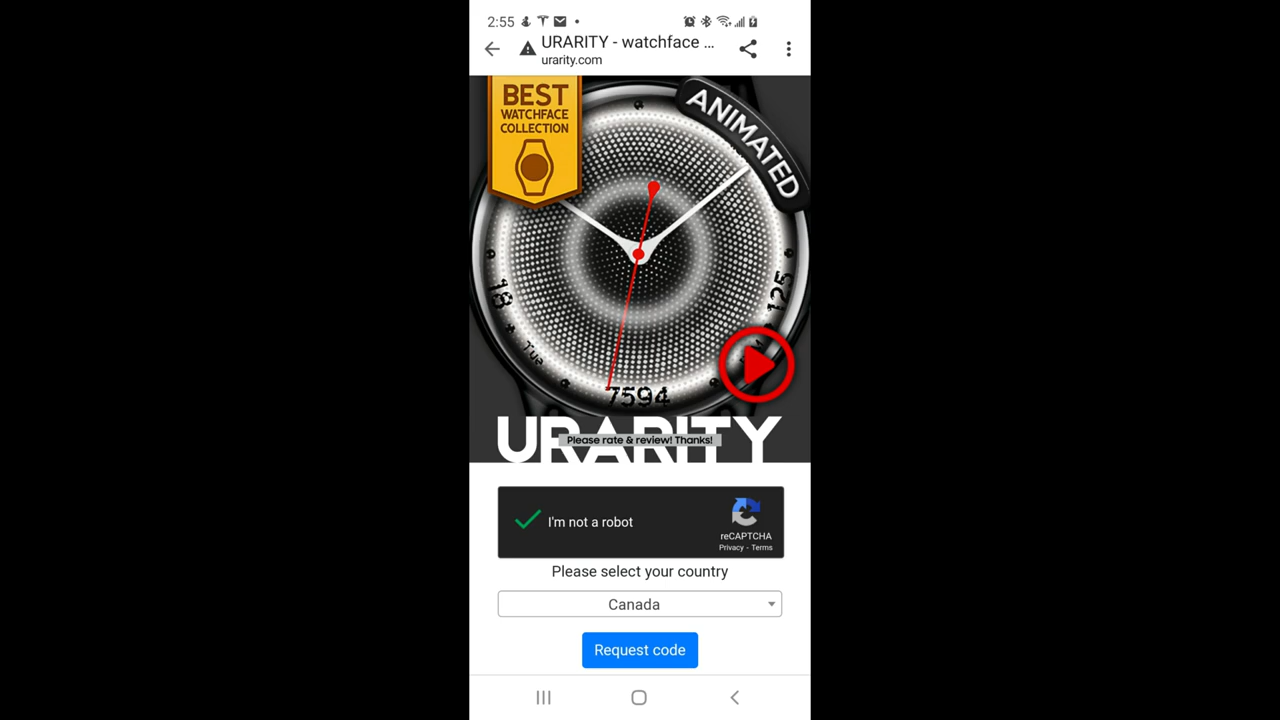 2:55
URARITY - watchface ...
urarity.com
BEST
WATCHFACE
COLLECTION
ANIMATED
18
125
Tue
7594
URARITY
Please rate & review! Thanks!
I'm not a robot
reCAPTCHA
Privacy - Terms
Please select your country
Canada
Request code